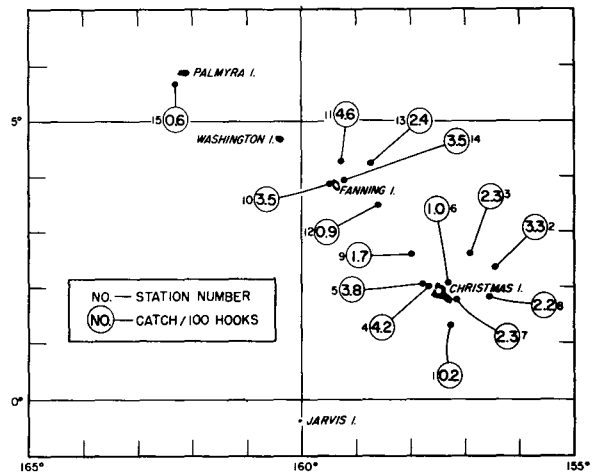 PALMYRA I.
5°
15 0.6
WASHINGTON I.
11 4.6
13 2.4
3.5 14
10 3.5
FANNING I.
12 0.9
1.0 6
2.3 3
3.3 2
9 1.7
5 3.8
CHRISTMAS I.
2.2 8
4 4.2
2.3 7
1 0.2
NO. — STATION NUMBER
NO. — CATCH/100 HOOKS
0°
JARVIS I.
165°
160°
155°